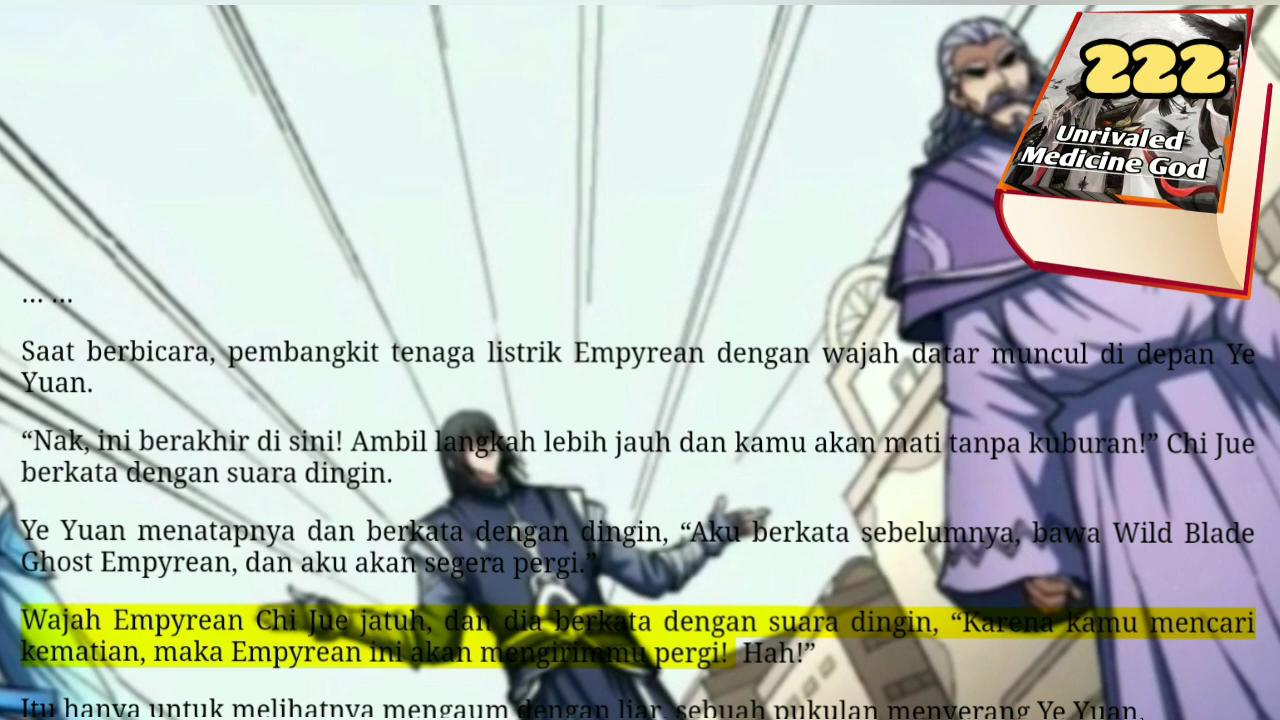 222
Unrivaled
Medicine God
... ...
Saat berbicara, pembangkit tenaga listrik Empyrean dengan wajah datar muncul di depan Ye
Yuan.
“Nak, ini berakhir di sini! Ambil langkah lebih jauh dan kamu akan mati tanpa kuburan!” Chi Jue
berkata dengan suara dingin.
Ye Yuan menatapnya dan berkata dengan dingin, “Aku berkata sebelumnya, bawa Wild Blade
Ghost Empyrean, dan aku akan segera pergi.”
Wajah Empyrean Chi Jue jatuh, dan dia berkata dengan suara dingin, “Karena kamu mencari
kematian, maka Empyrean ini akan mengirimmu pergi! Hah!”
Itu hanya untuk melihatnya mengaum dengan liar, sebuah pukulan menyerang Ye Yuan.